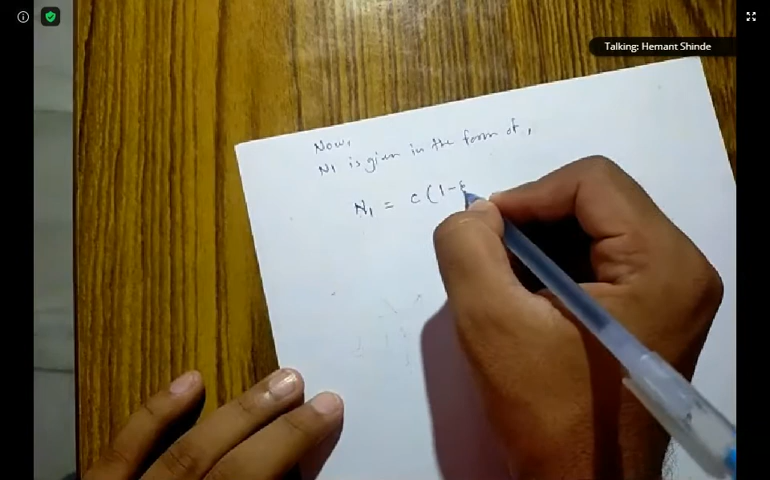 Talking: Hemant Shinde
Now,
N1 is given in the form of,
N1 = c(1-